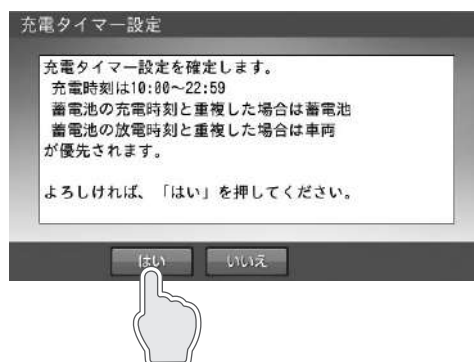 充電タイマー設定
充電タイマー設定を確定します。
充電時刻は10:00~22:59
蓄電池の充電時刻と重複した場合は蓄電池
蓄電池の放電時刻と重複した場合は車両
が優先されます。
よろしければ、「はい」を押してください。
はい いいえ